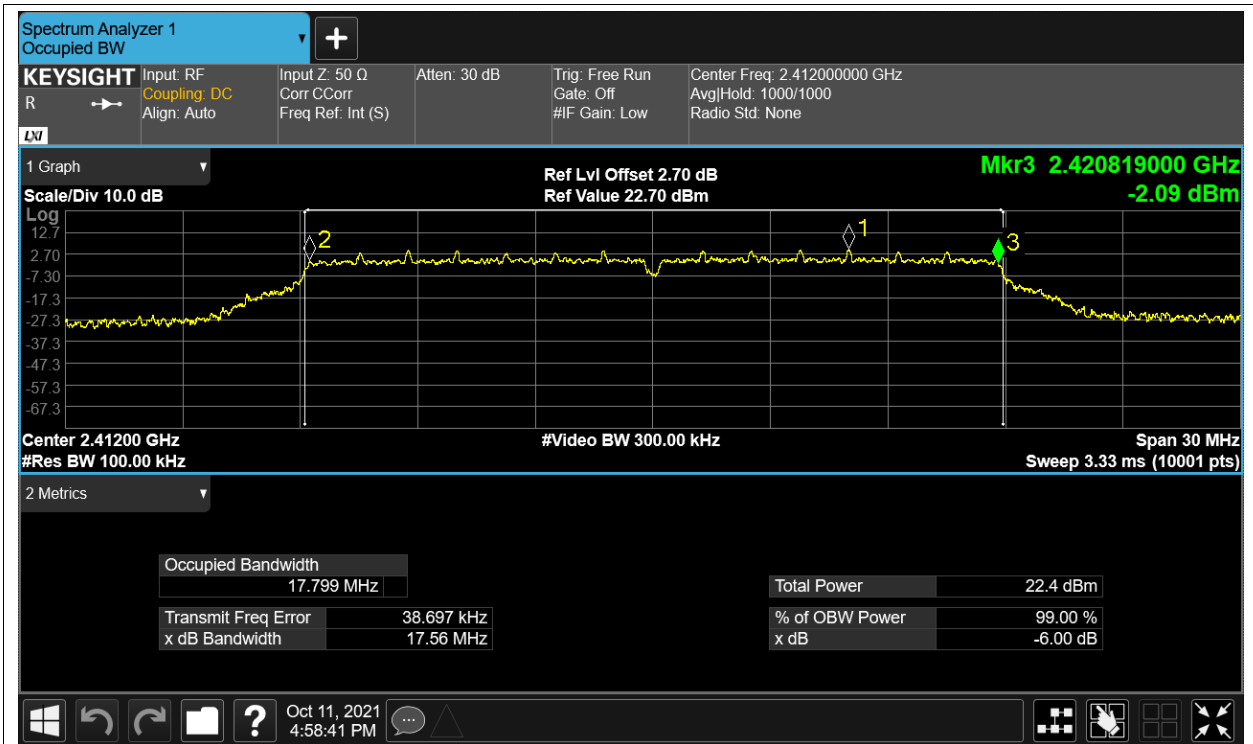 Spectrum Analyzer 1
Occupied BW
KEYSIGHT
R
LXI
Input: RF
Coupling: DC
Align: Auto
Input Z: 50 Ω
Corr CCorr
Freq Ref: Int (S)
Atten: 30 dB
Trig: Free Run
Gate: Off
#IF Gain: Low
Center Freq: 2.412000000 GHz
Avg|Hold: 1000/1000
Radio Std: None
1 Graph
Scale/Div 10.0 dB
Ref Lvl Offset 2.70 dB
Ref Value 22.70 dBm
Mkr3 2.420819000 GHz
-2.09 dBm
Log
12.7
2.70
-7.30
-17.3
-27.3
-37.3
-47.3
-57.3
-67.3
2
1
3
Center 2.41200 GHz
#Res BW 100.00 kHz
#Video BW 300.00 kHz
Span 30 MHz
Sweep 3.33 ms (10001 pts)
2 Metrics
Occupied Bandwidth
17.799 MHz
Transmit Freq Error 38.697 kHz
x dB Bandwidth 17.56 MHz
Total Power 22.4 dBm
% of OBW Power 99.00 %
x dB -6.00 dB
?
Oct 11, 2021
4:58:41 PM